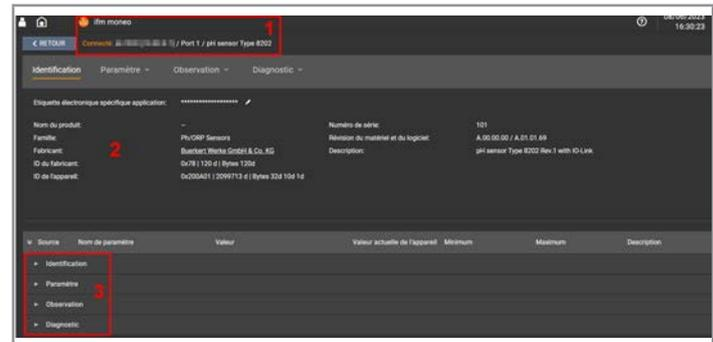 ifm moneo
08/06/2023
16:30:23
1
< RETOUR
Connecté: / Port 1 / pH sensor Type 8202
Identification Paramètre Observation Diagnostic
Etiquette électronique spécifique application: ********************
Nom du produit: -- Numéro de série: 101
Famille: Ph/ORP Sensors Révision du matériel et du logiciel: A.00.00.00 / A.01.01.69
Fabricant: Buerkert Werke GmbH & Co. KG Description: pH sensor Type 8202 Rev.1 with IO-Link
2
ID du fabricant: 0x78 | 120 d | Bytes 120d
ID de l'appareil: 0x200A01 | 2099713 d | Bytes 32d 10d 1d
Source Nom de paramètre Valeur Valeur actuelle de l'appareil Minimum Maximum Description
Identification
Paramètre
3
Observation
Diagnostic